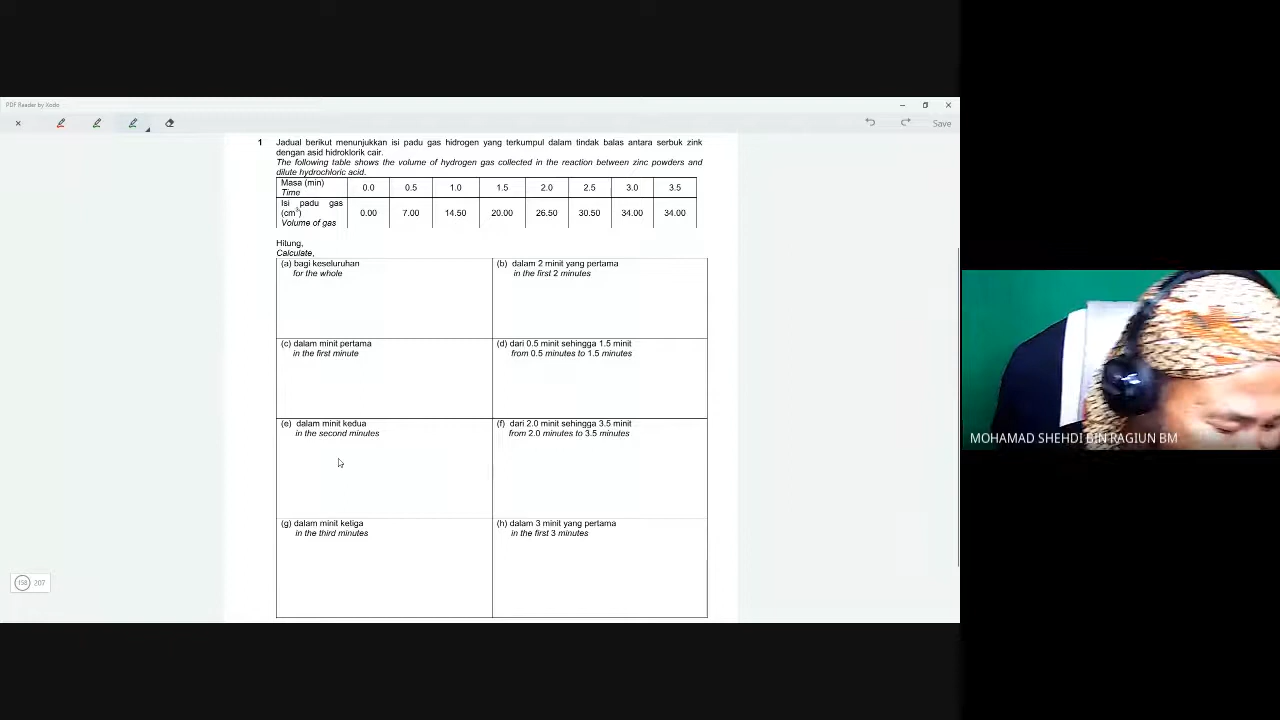 PDF Reader by Xodo
Save
1 Jadual berikut menunjukkan isi padu gas hidrogen yang terkumpul dalam tindak balas antara serbuk zink
dengan asid hidroklorik cair.
The following table shows the volume of hydrogen gas collected in the reaction between zinc powders and
dilute hydrochloric acid.
Masa (min) 0.0 0.5 1.0 1.5 2.0 2.5 3.0 3.5
Time
Isi padu gas
(cm³) 0.00 7.00 14.50 20.00 26.50 30.50 34.00 34.00
Volume of gas
Hitung,
Calculate,
(a) bagi keseluruhan
for the whole
(b) dalam 2 minit yang pertama
in the first 2 minutes
(c) dalam minit pertama
in the first minute
(d) dari 0.5 minit sehingga 1.5 minit
from 0.5 minutes to 1.5 minutes
(e) dalam minit kedua
in the second minutes
(f) dari 2.0 minit sehingga 3.5 minit
from 2.0 minutes to 3.5 minutes
(g) dalam minit ketiga
in the third minutes
(h) dalam 3 minit yang pertama
in the first 3 minutes
158 207
MOHAMAD SHEHDI BIN RAGIUN BM